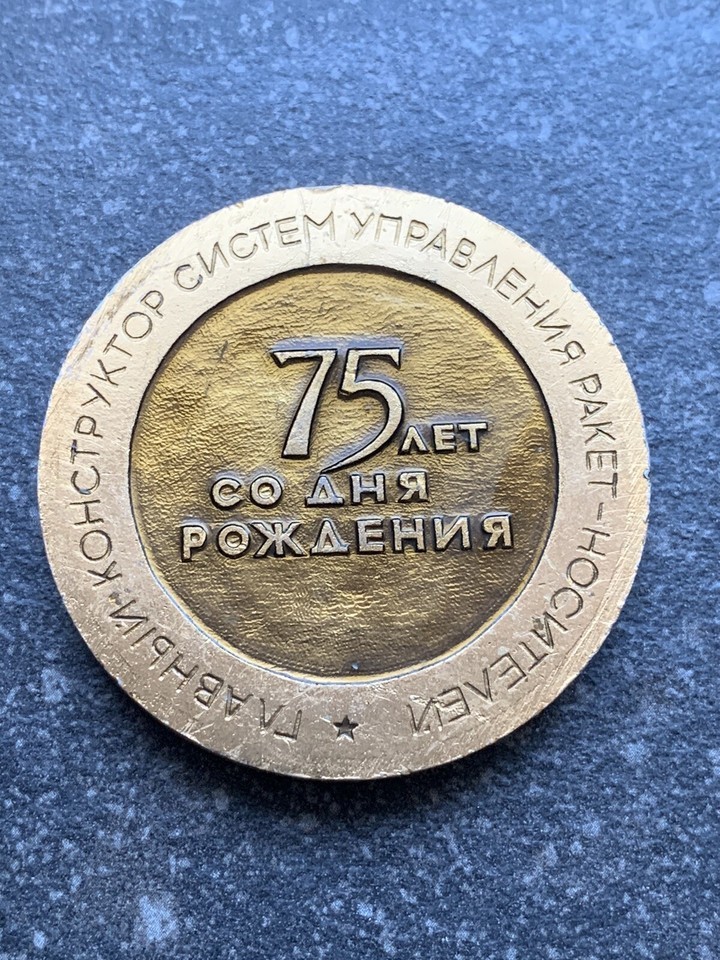 ГЛАВНЫЙ КОНСТРУКТОР СИСТЕМ УПРАВЛЕНИЯ РАКЕТ-НОСИТЕЛЕЙ
75 ЛЕТ
СО ДНЯ
РОЖДЕНИЯ